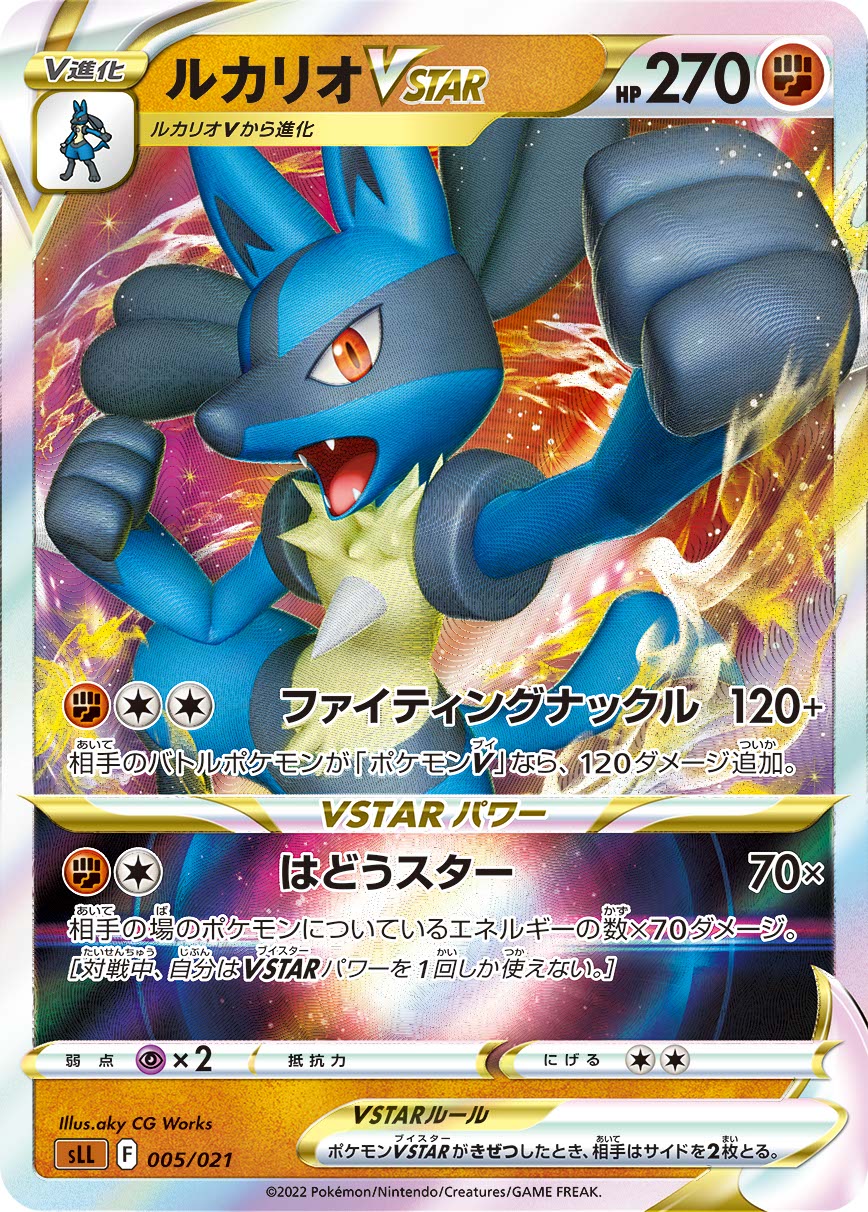 V進化
ルカリオVSTAR
HP 270
ルカリオVから進化
ファイティングナックル 120+
相手のバトルポケモンが「ポケモンV」なら、120ダメージ追加。
VSTARパワー
はどうスター 70×
相手の場のポケモンについているエネルギーの数×70ダメージ。
[対戦中、自分はVSTARパワーを1回しか使えない。]
弱点 ×2 抵抗力 にげる
Illus.aky CG Works
VSTARルール
ポケモンVSTARがきぜつしたとき、相手はサイドを2枚とる。
sLL F 005/021
©2022 Pokémon/Nintendo/Creatures/GAME FREAK.